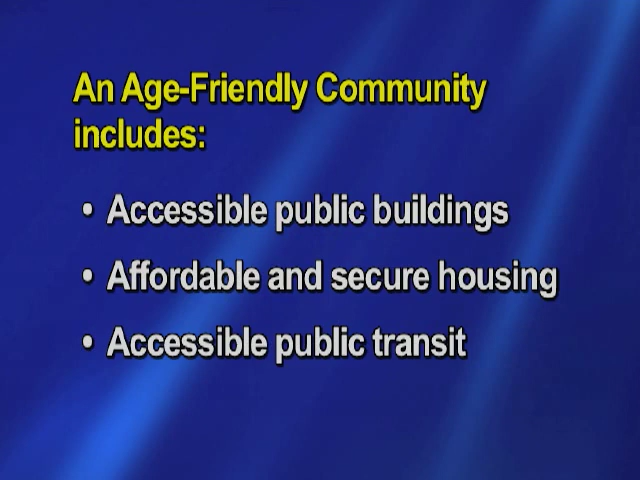 An Age-Friendly Community
includes:
• Accessible public buildings
• Affordable and secure housing
• Accessible public transit